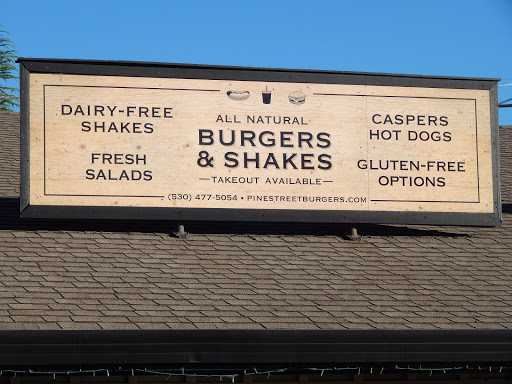 DAIRY-FREE
SHAKES
FRESH
SALADS
ALL NATURAL
BURGERS
& SHAKES
TAKEOUT AVAILABLE
(530) 477-5054 • PINESTREETBURGERS.COM
CASPERS
HOT DOGS
GLUTEN-FREE
OPTIONS